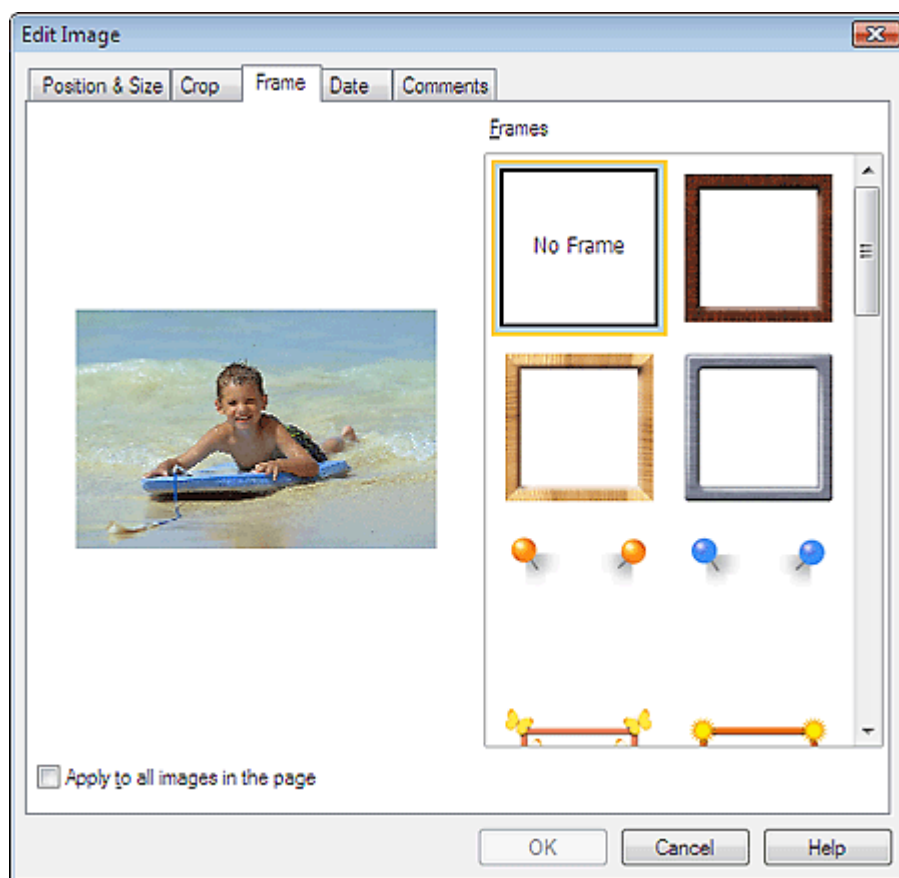 Edit Image
Position & Size Crop Frame Date Comments
Frames
No Frame
Apply to all images in the page
OK Cancel Help